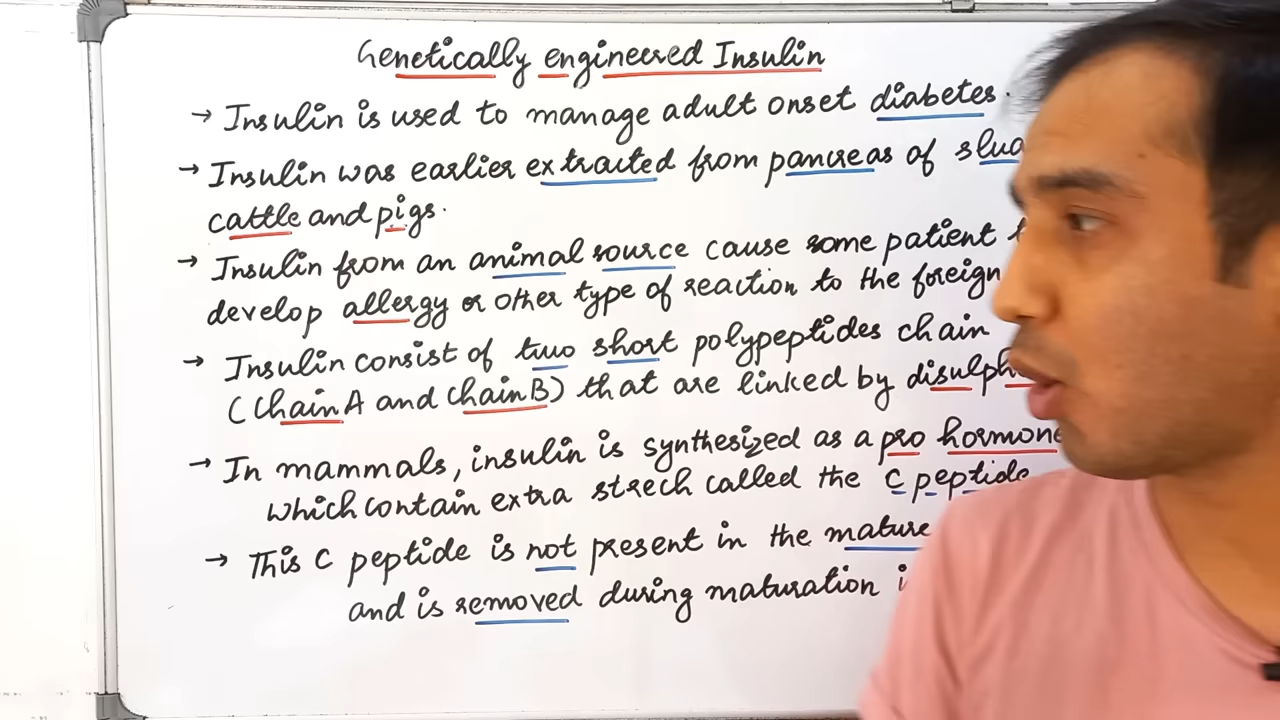 Genetically engineered Insulin
→ Insulin is used to manage adult onset diabetes.
→ Insulin was earlier extracted from pancreas of
cattle and pigs.
→ Insulin from an animal source cause some patient
develop allergy or other type of reaction to the foreign
→ Insulin consist of two short polypeptides chain
(Chain A and Chain B) that are linked by
→ In mammals, insulin is synthesized as a pro hormone
which contain extra strech called the C peptide
→ This C peptide is not present in the mature
and is removed during maturation